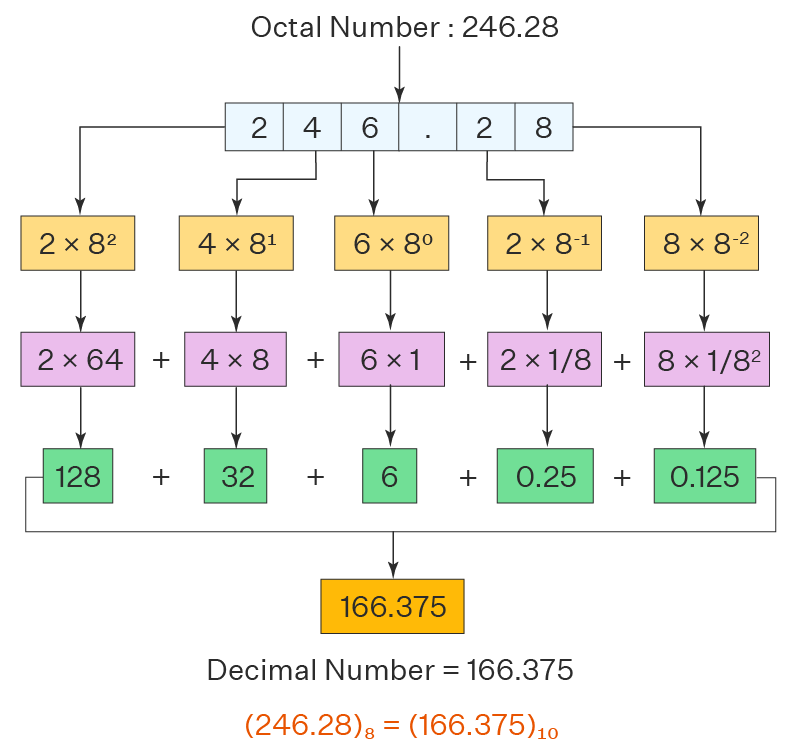 Octal Number : 246.28
2 4 6 . 2 8
2 × 8² 4 × 8¹ 6 × 8⁰ 2 × 8⁻¹ 8 × 8⁻²
2 × 64 + 4 × 8 + 6 × 1 + 2 × 1/8 + 8 × 1/8²
128 + 32 + 6 + 0.25 + 0.125
166.375
Decimal Number = 166.375
(246.28)₈ = (166.375)₁₀